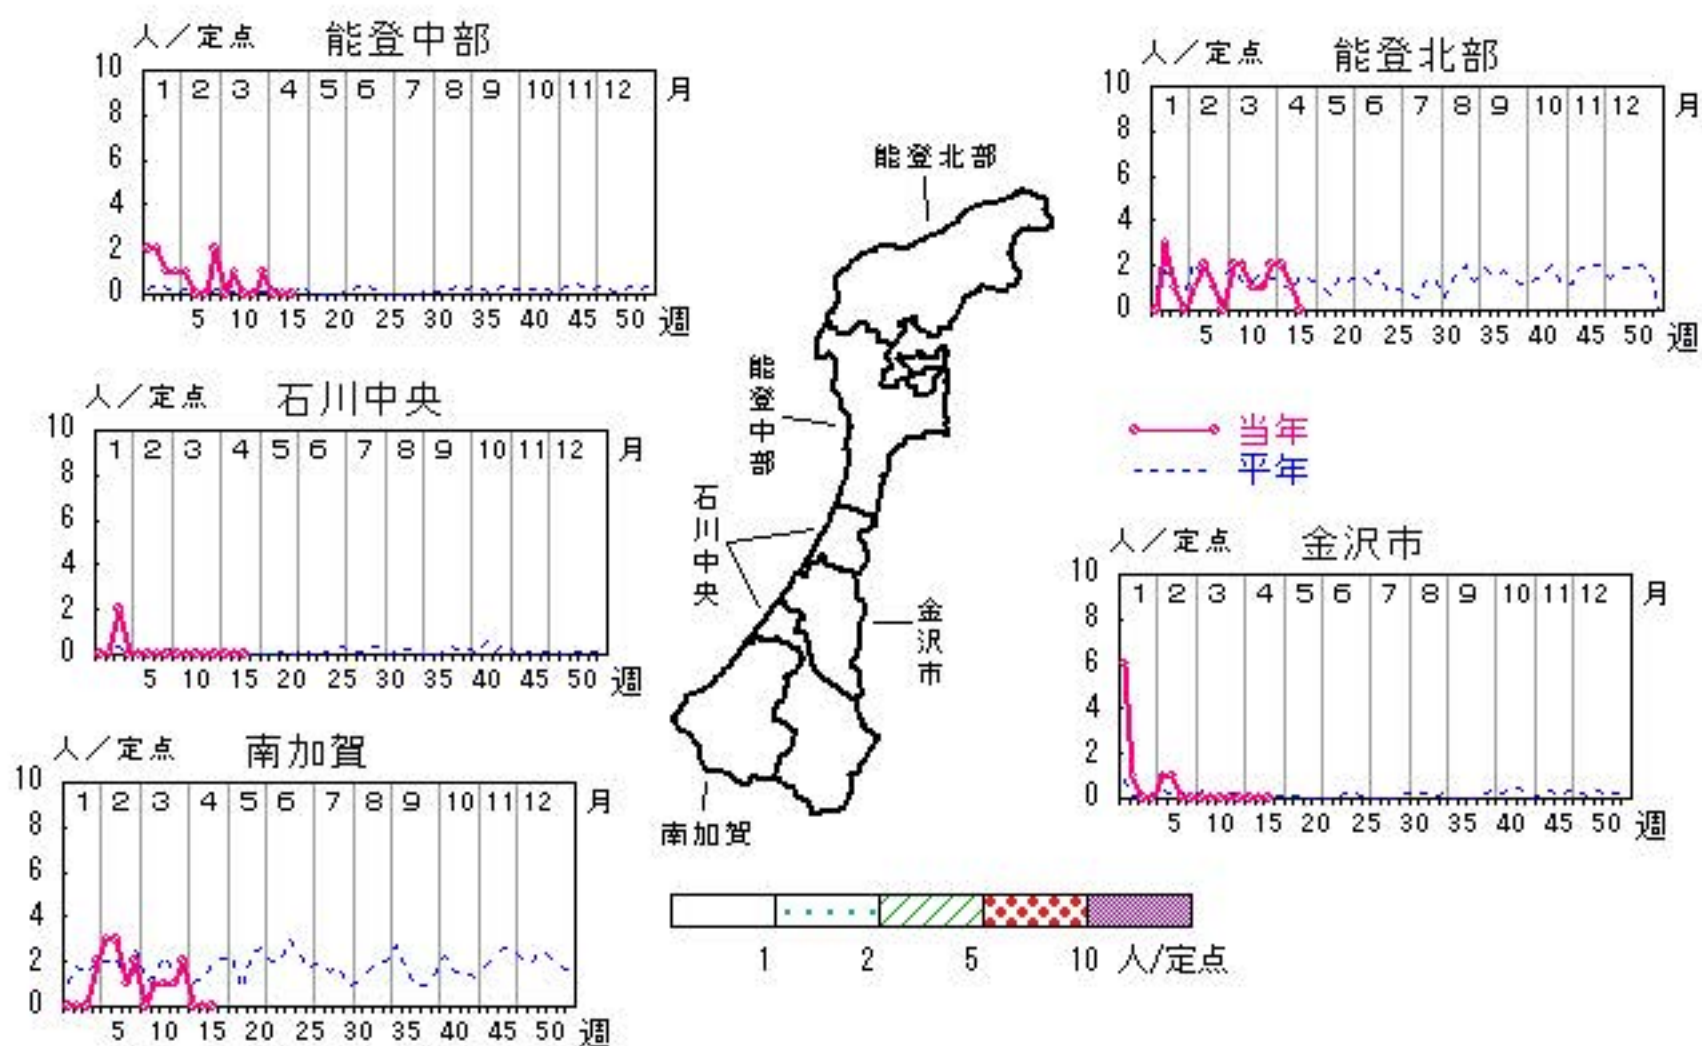 人／定点 能登中部
10 8 6 4 2 0
1 2 3 4 5 6 7 8 9 10 11 12 月
5 10 15 20 25 30 35 40 45 50 週
人／定点 能登北部
10 8 6 4 2 0
1 2 3 4 5 6 7 8 9 10 11 12 月
5 10 15 20 25 30 35 40 45 50 週
人／定点 石川中央
10 8 6 4 2 0
1 2 3 4 5 6 7 8 9 10 11 12 月
5 10 15 20 25 30 35 40 45 50 週
能登北部
能登中部
石川中央
金沢市
南加賀
当年
平年
人／定点 金沢市
10 8 6 4 2 0
1 2 3 4 5 6 7 8 9 10 11 12 月
5 10 15 20 25 30 35 40 45 50 週
人／定点 南加賀
10 8 6 4 2 0
1 2 3 4 5 6 7 8 9 10 11 12 月
5 10 15 20 25 30 35 40 45 50 週
1 2 5 10 人/定点